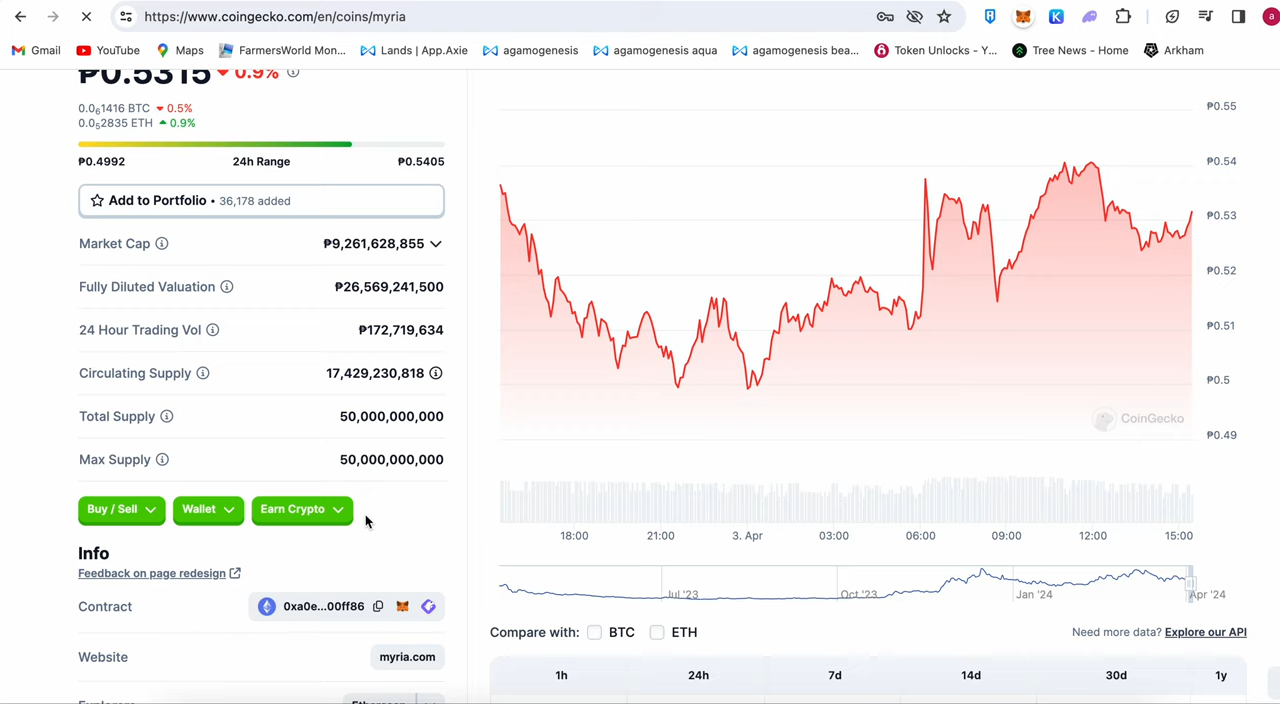 https://www.coingecko.com/en/coins/myria
a
Gmail YouTube Maps FarmersWorld Mon... Lands | App.Axie agamogenesis agamogenesis aqua agamogenesis bea... Token Unlocks - Y... Tree News - Home Arkham
₱0.5315 0.9%
0.0₆1416 BTC 0.5%
0.0₅2835 ETH 0.9%
₱0.4992 24h Range ₱0.5405
Add to Portfolio • 36,178 added
Market Cap ₱9,261,628,855
Fully Diluted Valuation ₱26,569,241,500
24 Hour Trading Vol ₱172,719,634
Circulating Supply 17,429,230,818
Total Supply 50,000,000,000
Max Supply 50,000,000,000
Buy / Sell Wallet Earn Crypto
Info
Feedback on page redesign
Contract 0xa0e...00ff86
Website myria.com
₱0.55
₱0.54
₱0.53
₱0.52
₱0.51
₱0.5
₱0.49
CoinGecko
18:00 21:00 3. Apr 03:00 06:00 09:00 12:00 15:00
Jul '23 Oct '23 Jan '24 Apr '24
Compare with: BTC ETH Need more data? Explore our API
1h 24h 7d 14d 30d 1y